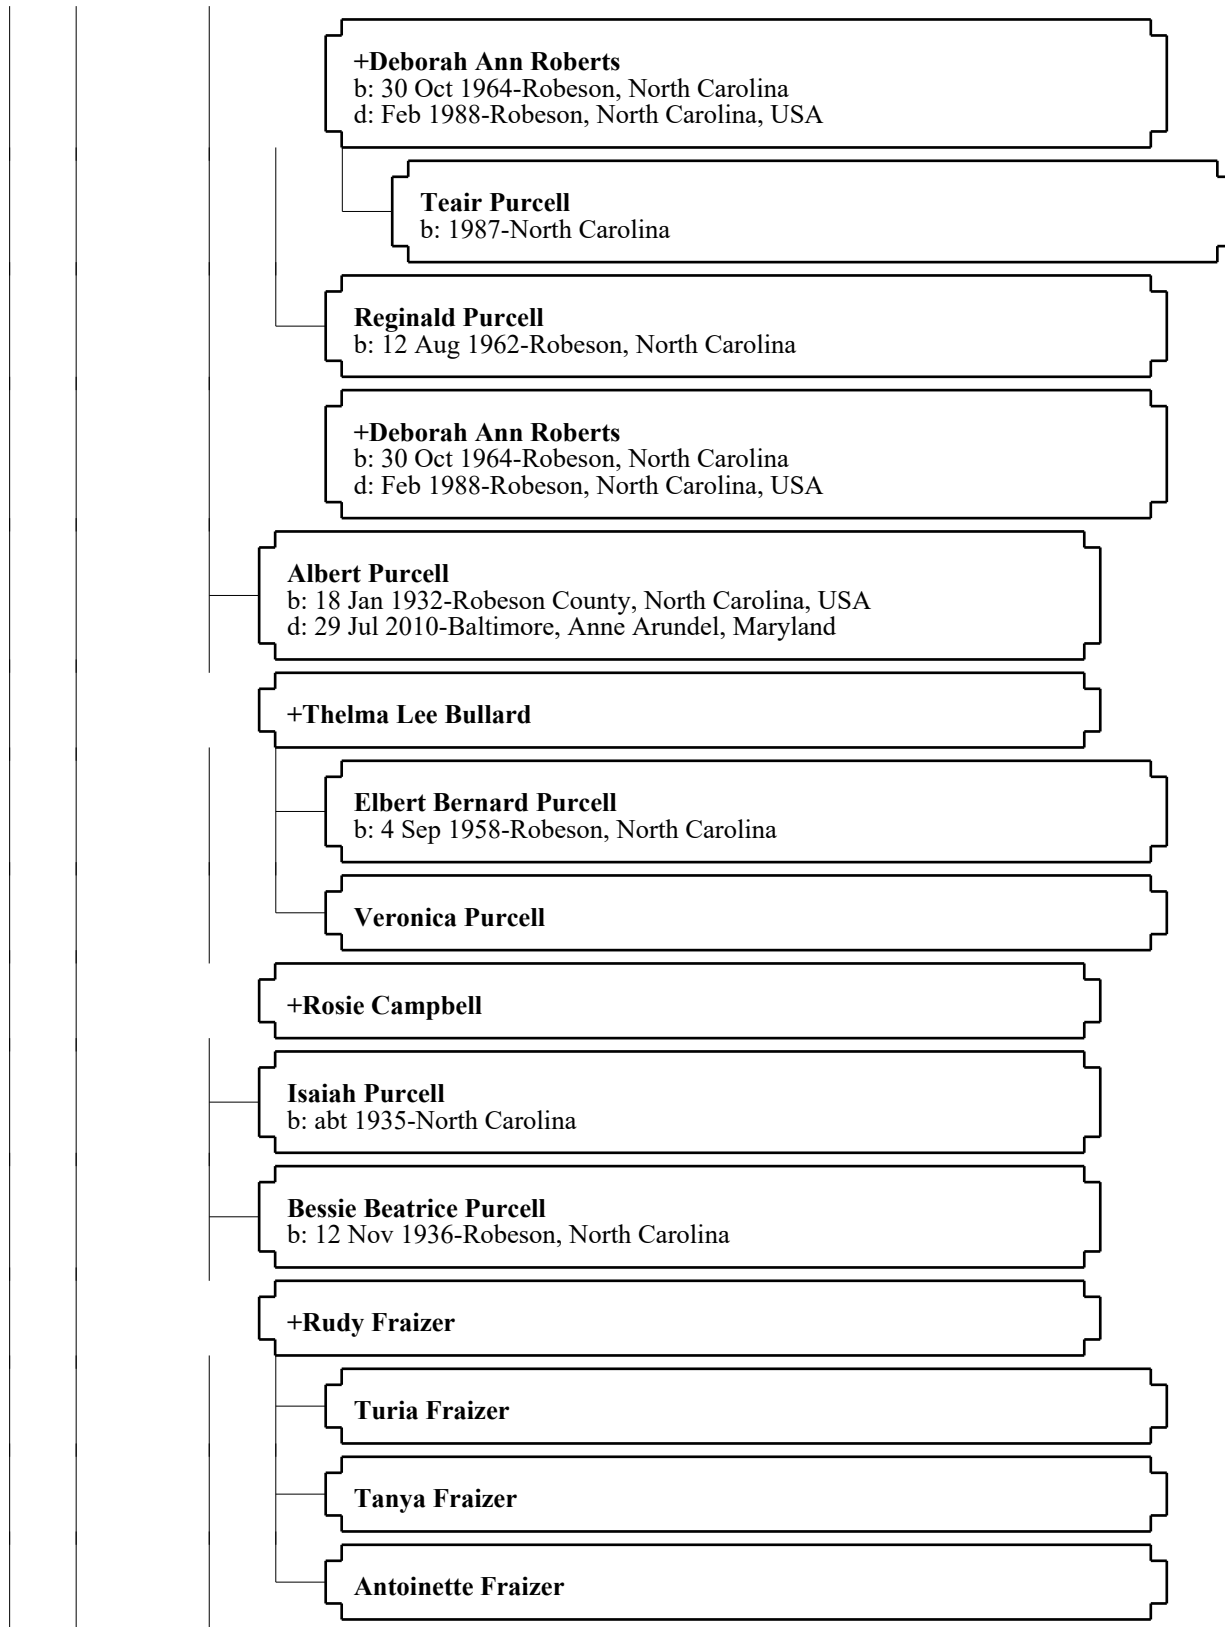 +Deborah Ann Roberts
b: 30 Oct 1964-Robeson, North Carolina
d: Feb 1988-Robeson, North Carolina, USA
Teair Purcell
b: 1987-North Carolina
Reginald Purcell
b: 12 Aug 1962-Robeson, North Carolina
+Deborah Ann Roberts
b: 30 Oct 1964-Robeson, North Carolina
d: Feb 1988-Robeson, North Carolina, USA
Albert Purcell
b: 18 Jan 1932-Robeson County, North Carolina, USA
d: 29 Jul 2010-Baltimore, Anne Arundel, Maryland
+Thelma Lee Bullard
Elbert Bernard Purcell
b: 4 Sep 1958-Robeson, North Carolina
Veronica Purcell
+Rosie Campbell
Isaiah Purcell
b: abt 1935-North Carolina
Bessie Beatrice Purcell
b: 12 Nov 1936-Robeson, North Carolina
+Rudy Fraizer
Turia Fraizer
Tanya Fraizer
Antoinette Fraizer